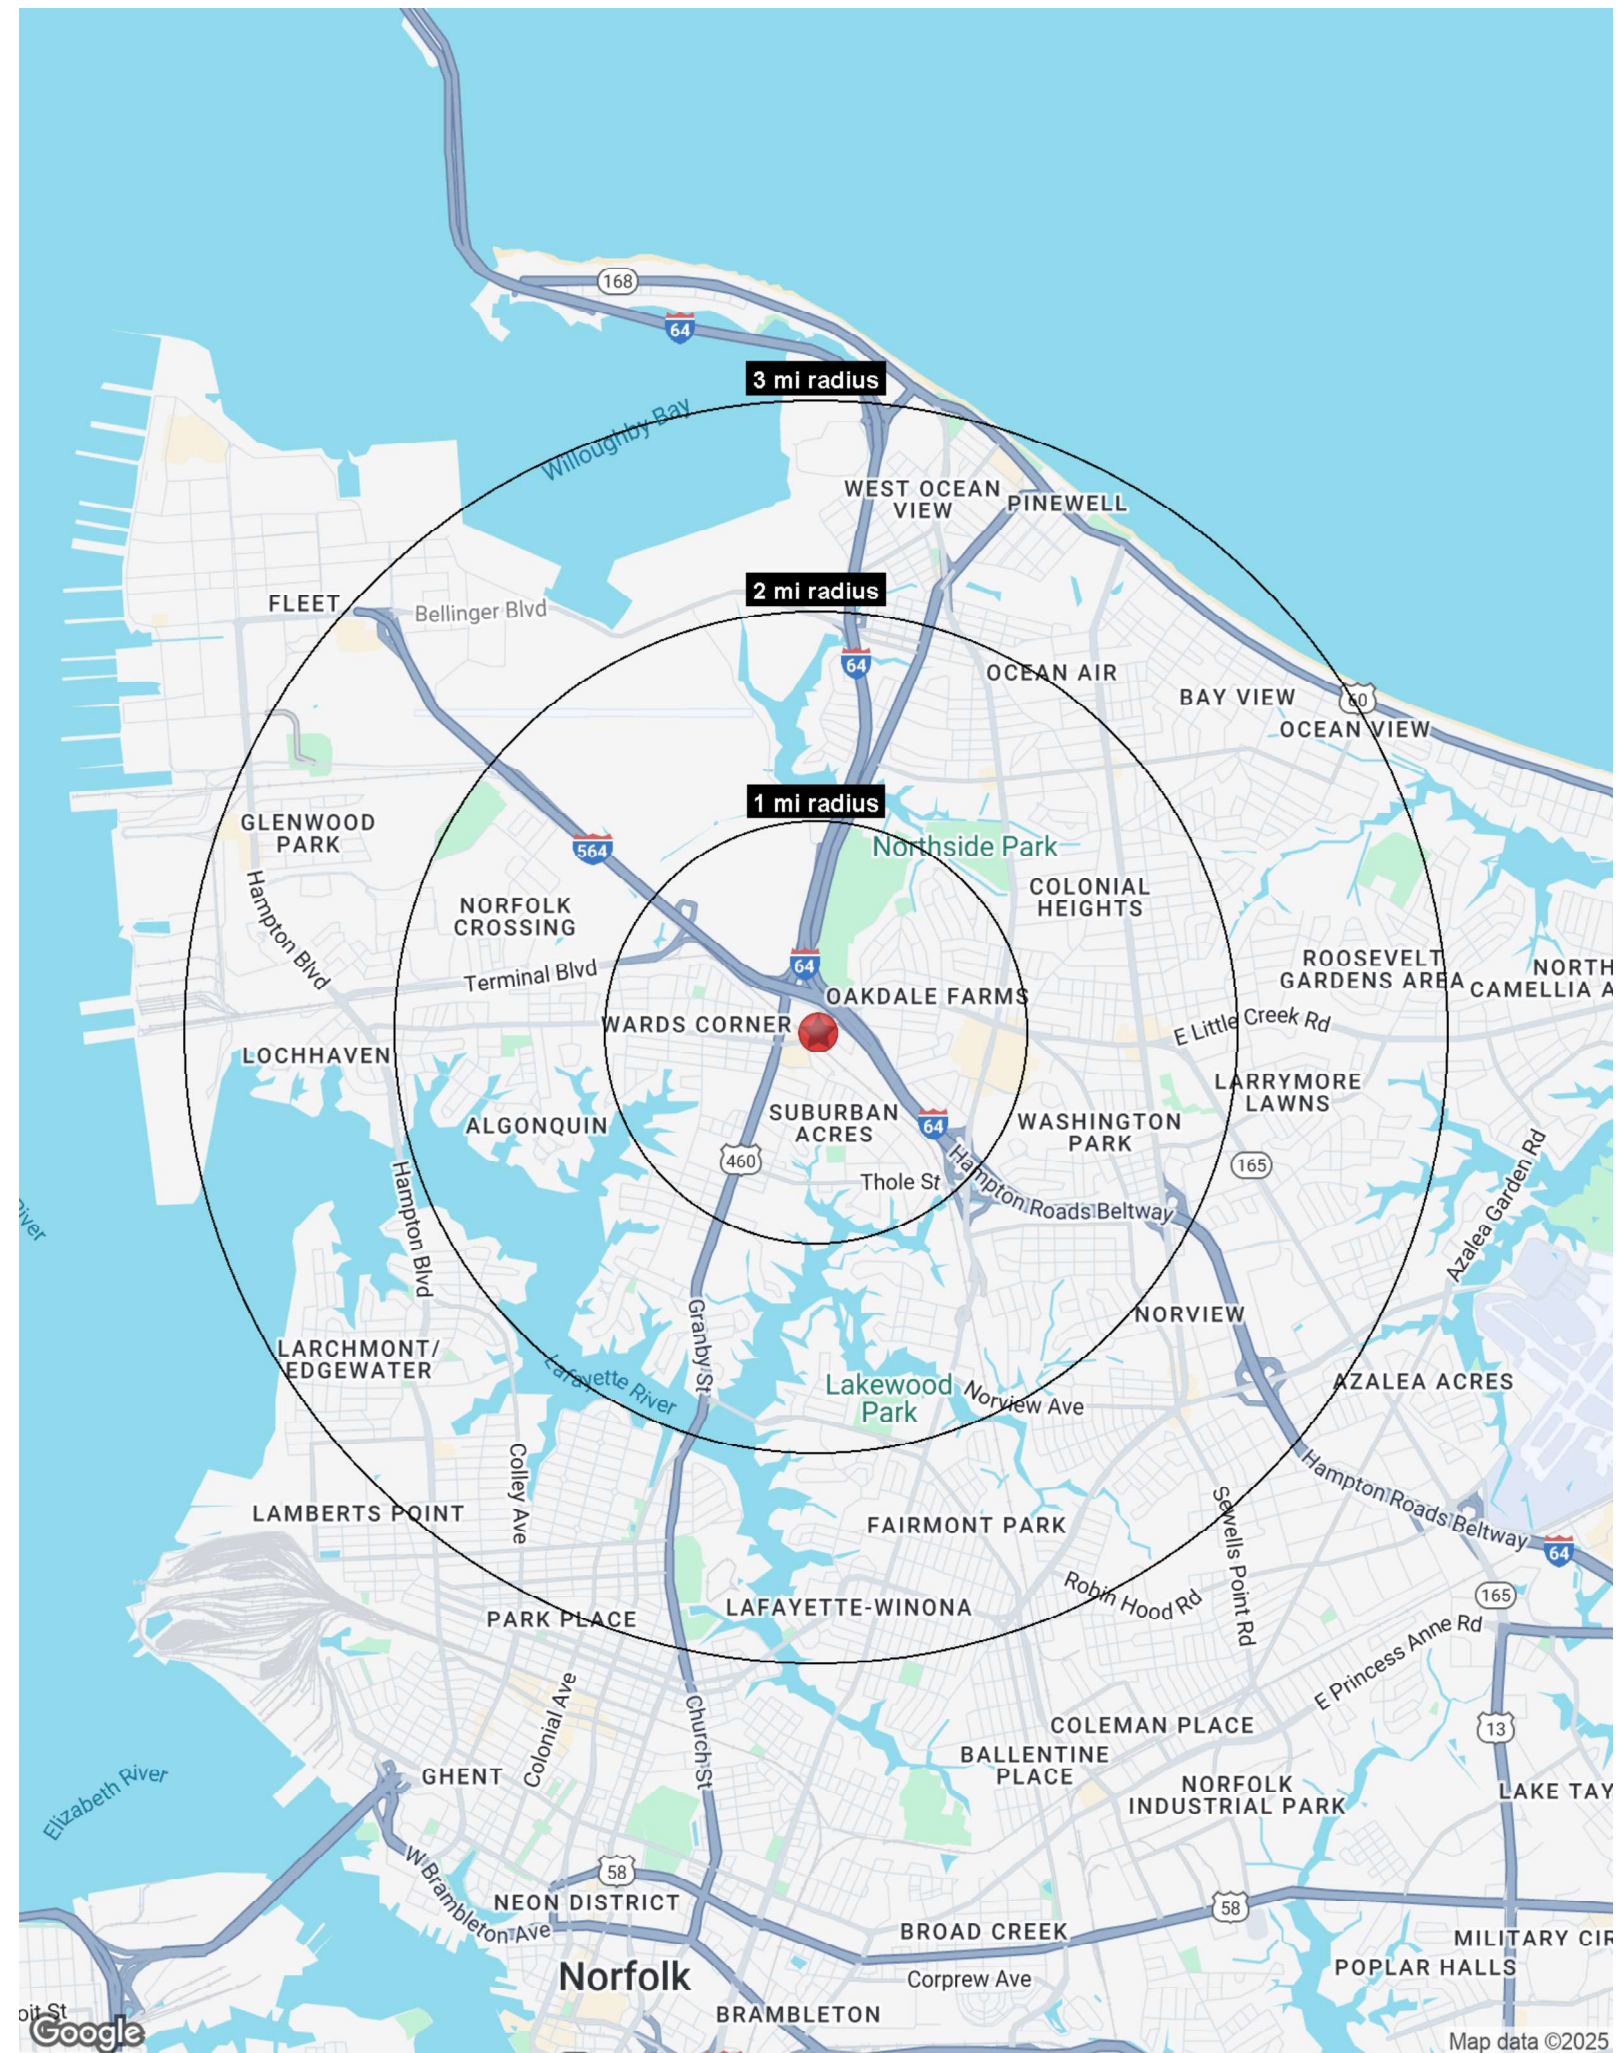 168
64
3 mi radius
Willoughby Bay
WEST OCEAN
VIEW
PINEWELL
2 mi radius
FLEET
Bellinger Blvd
64
OCEAN AIR
BAY VIEW
60
OCEAN VIEW
1 mi radius
GLENWOOD
PARK
564
Northside Park
Hampton Blvd
NORFOLK
CROSSING
COLONIAL
HEIGHTS
Terminal Blvd
64
ROOSEVELT
GARDENS AREA
NORTH
CAMELLIA A
OAKDALE FARMS
WARDS CORNER
E Little Creek Rd
LOCHHAVEN
LARRYMORE
LAWNS
ALGONQUIN
SUBURBAN
ACRES
64
WASHINGTON
PARK
460
165
Thole St
Hampton Roads Beltway
Hampton Blvd
River
Azalea Garden Rd
NORVIEW
Granby St
LARCHMONT/
EDGEWATER
Lafayette River
Lakewood
Park
Norview Ave
AZALEA ACRES
Colley Ave
LAMBERTS POINT
FAIRMONT PARK
Sewells Point Rd
Hampton Roads Beltway
64
165
Robin Hood Rd
PARK PLACE
LAFAYETTE-WINONA
E Princess Anne Rd
Colonial Ave
Church St
COLEMAN PLACE
13
BALLENTINE
PLACE
GHENT
Elizabeth River
NORFOLK
INDUSTRIAL PARK
LAKE TAY
58
W Brambleton Ave
NEON DISTRICT
58
BROAD CREEK
MILITARY CIR
Norfolk
Corprew Ave
POPLAR HALLS
BRAMBLETON
oit St
Google
Map data ©2025